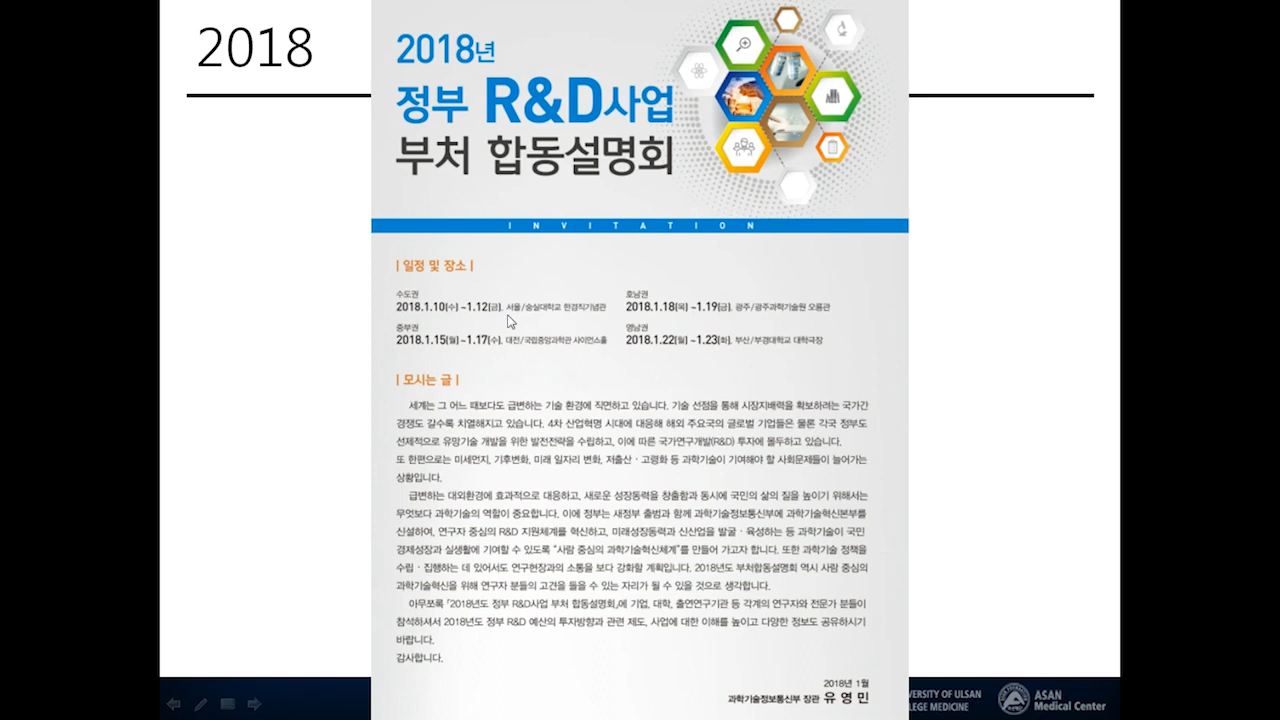 2018
2018년
정부 R&D사업
부처 합동설명회
INVITATION
| 일정 및 장소 |
수도권
2018.1.10(수) ~1.12(금), 서울/숭실대학교 한경직기념관
중부권
2018.1.15(월) ~1.17(수), 대전/국립중앙과학관 사이언스홀
호남권
2018.1.18(목) ~1.19(금), 광주/광주과학기술원 오룡관
영남권
2018.1.22(월) ~1.23(화), 부산/부경대학교 대학극장
| 모시는 글 |
세계는 그 어느 때보다도 급변하는 기술 환경에 직면하고 있습니다. 기술 선점을 통해 시장지배력을 확보하려는 국가간
경쟁도 갈수록 치열해지고 있습니다. 4차 산업혁명 시대에 대응해 해외 주요국의 글로벌 기업들은 물론 각국 정부도
선제적으로 유망기술 개발을 위한 발전전략을 수립하고, 이에 따른 국가연구개발(R&D) 투자에 몰두하고 있습니다.
또 한편으로는 미세먼지, 기후변화, 미래 일자리 변화, 저출산 · 고령화 등 과학기술이 기여해야 할 사회문제들이 늘어가는
상황입니다.
급변하는 대외환경에 효과적으로 대응하고, 새로운 성장동력을 창출함과 동시에 국민의 삶의 질을 높이기 위해서는
무엇보다 과학기술의 역할이 중요합니다. 이에 정부는 새정부 출범과 함께 과학기술정보통신부에 과학기술혁신본부를
신설하여, 연구자 중심의 R&D 지원체계를 혁신하고, 미래성장동력과 신산업을 발굴 · 육성하는 등 과학기술이 국민
경제성장과 실생활에 기여할 수 있도록 “사람 중심의 과학기술혁신체계”를 만들어 가고자 합니다. 또한 과학기술 정책을
수립 · 집행하는 데 있어서도 연구현장과의 소통을 보다 강화할 계획입니다. 2018년도 부처합동설명회 역시 사람 중심의
과학기술혁신을 위해 연구자 분들의 고견을 들을 수 있는 자리가 될 수 있을 것으로 생각합니다.
아무쪼록 「2018년도 정부 R&D사업 부처 합동설명회」에 기업, 대학, 출연연구기관 등 각계의 연구자와 전문가 분들이
참석하셔서 2018년도 정부 R&D 예산의 투자방향과 관련 제도, 사업에 대한 이해를 높이고 다양한 정보도 공유하시기
바랍니다.
감사합니다.
2018년 1월
과학기술정보통신부 장관 유 영 민
VERSITY OF ULSAN
LEGE MEDICINE
ASAN
Medical Center